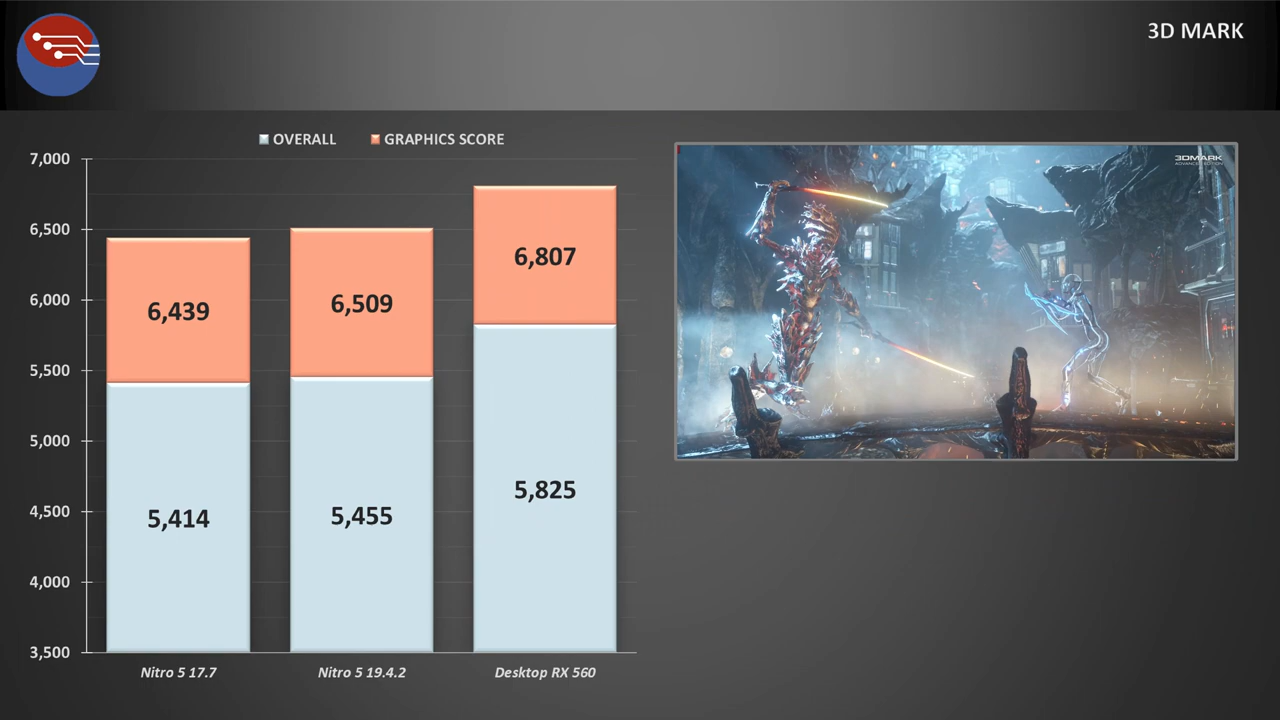 3D MARK
OVERALL GRAPHICS SCORE
7,000
6,500
6,000
5,500
5,000
4,500
4,000
3,500
6,439
6,509
6,807
5,414
5,455
5,825
Nitro 5 17.7
Nitro 5 19.4.2
Desktop RX 560
3DMARK
ADVANCED EDITION